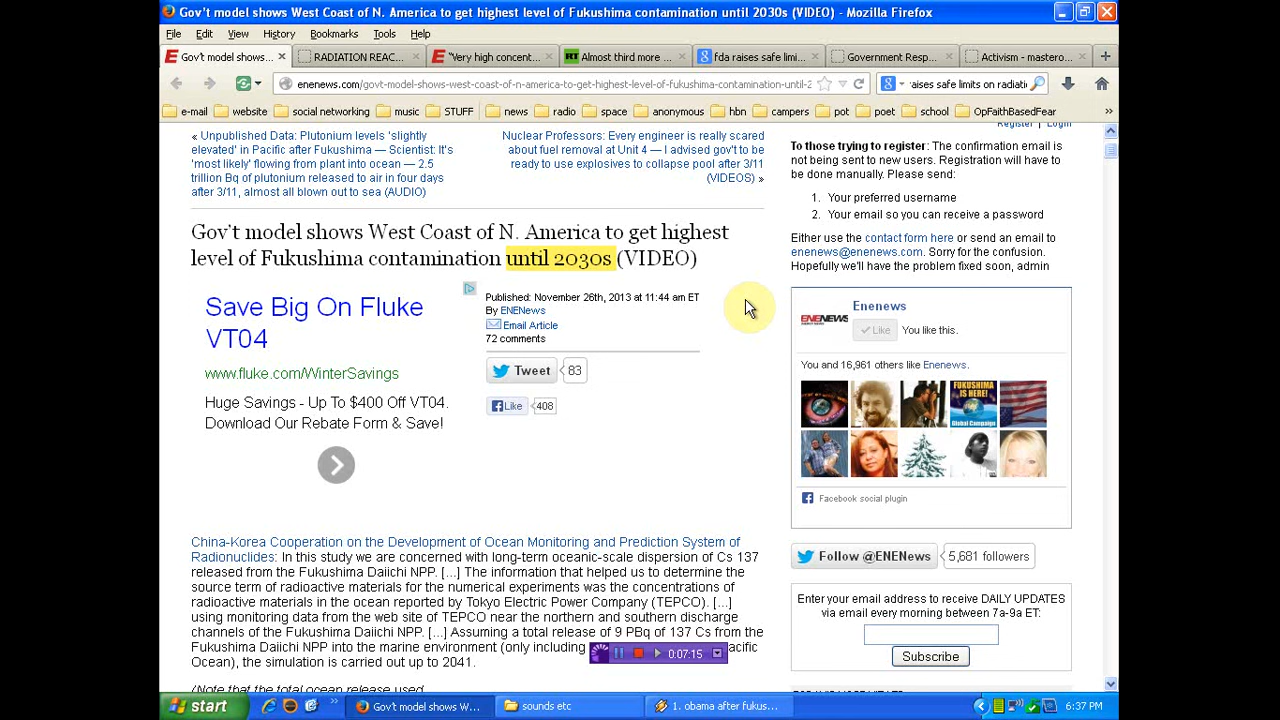 Gov't model shows West Coast of N. America to get highest level of Fukushima contamination until 2030s (VIDEO) - Mozilla Firefox
File Edit View History Bookmarks Tools Help
Gov't model shows...
RADIATION REAC...
"Very high concent...
Almost third more ...
fda raises safe limi...
Government Resp...
Activism - mastero...
enenews.com/govt-model-shows-west-coast-of-n-america-to-get-highest-level-of-fukushima-contamination-until-2
aises safe limits on radiati
e-mail website social networking music STUFF news radio space anonymous hbn campers pot poet school OpFaithBasedFear
« Unpublished Data: Plutonium levels 'slightly
elevated' in Pacific after Fukushima — Scientist: It's
'most likely' flowing from plant into ocean — 2.5
trillion Bq of plutonium released to air in four days
after 3/11, almost all blown out to sea (AUDIO)
Nuclear Professors: Every engineer is really scared
about fuel removal at Unit 4 — I advised gov't to be
ready to use explosives to collapse pool after 3/11
(VIDEOS) »
Gov't model shows West Coast of N. America to get highest
level of Fukushima contamination until 2030s (VIDEO)
Save Big On Fluke
VT04
www.fluke.com/WinterSavings
Huge Savings - Up To $400 Off VT04.
Download Our Rebate Form & Save!
Published: November 26th, 2013 at 11:44 am ET
By ENENews
Email Article
72 comments
Tweet 83
Like 408
China-Korea Cooperation on the Development of Ocean Monitoring and Prediction System of
Radionuclides: In this study we are concerned with long-term oceanic-scale dispersion of Cs 137
released from the Fukushima Daiichi NPP. [...] The information that helped us to determine the
source term of radioactive materials for the numerical experiments was the concentrations of
radioactive materials in the ocean reported by Tokyo Electric Power Company (TEPCO). [...]
using monitoring data from the web site of TEPCO near the northern and southern discharge
channels of the Fukushima Daiichi NPP. [...] Assuming a total release of 9 PBq of 137 Cs from the
Fukushima Daiichi NPP into the marine environment (only including acific
Ocean), the simulation is carried out up to 2041.
(Note that the total ocean release used
Register | Login
To those trying to register: The confirmation email is
not being sent to new users. Registration will have to
be done manually. Please send:
1. Your preferred username
2. Your email so you can receive a password
Either use the contact form here or send an email to
enenews@enenews.com. Sorry for the confusion.
Hopefully we'll have the problem fixed soon, admin
Enenews
Like You like this.
You and 16,961 others like Enenews.
ENENEWS
FUKUSHIMA
IS HERE!
Global Campaign
Facebook social plugin
Follow @ENENews 5,681 followers
Enter your email address to receive DAILY UPDATES
via email every morning between 7a-9a ET:
Subscribe
0:07:15
start
Gov't model shows W...
sounds etc
1. obama after fukus...
6:37 PM